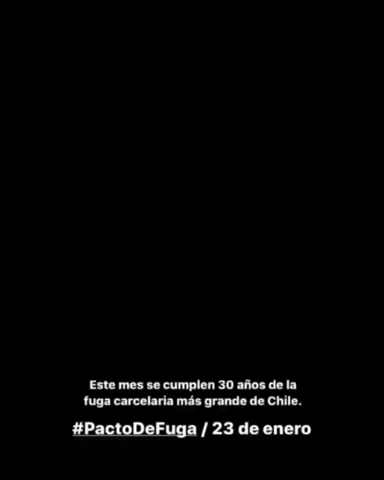 Este mes se cumplen 30 años de la
fuga carcelaria más grande de Chile.
#PactoDeFuga / 23 de enero